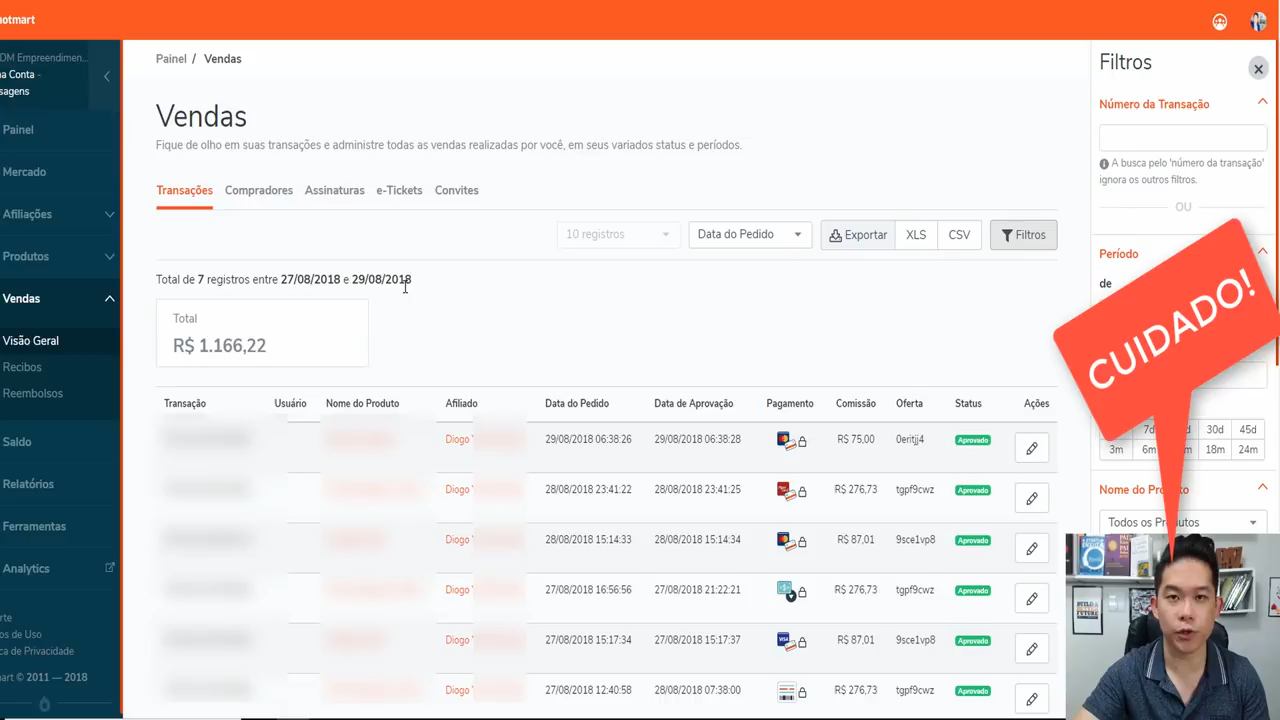 otmart
DM Empreendimen...
a Conta -
sagens
Painel
Mercado
Afiliações
Produtos
Vendas
Visão Geral
Recibos
Reembolsos
Saldo
Relatórios
Ferramentas
Analytics
rte
os de Uso
ca de Privacidade
mart © 2011 — 2018
Painel / Vendas
Vendas
Fique de olho em suas transações e administre todas as vendas realizadas por você, em seus variados status e períodos.
Transações Compradores Assinaturas e-Tickets Convites
10 registros Data do Pedido Exportar XLS CSV Filtros
Total de 7 registros entre 27/08/2018 e 29/08/2018
Total
R$ 1.166,22
Transação Usuário Nome do Produto Afiliado Data do Pedido Data de Aprovação Pagamento Comissão Oferta Status Ações
Diogo 29/08/2018 06:38:26 29/08/2018 06:38:28 R$ 75,00 0eritjj4 Aprovado
Diogo 28/08/2018 23:41:22 28/08/2018 23:41:25 R$ 276,73 tgpf9cwz Aprovado
Diogo 28/08/2018 15:14:33 28/08/2018 15:14:34 R$ 87,01 9sce1vp8 Aprovado
Diogo 27/08/2018 16:56:56 27/08/2018 21:22:21 R$ 276,73 tgpf9cwz Aprovado
Diogo 27/08/2018 15:17:34 27/08/2018 15:17:37 R$ 87,01 9sce1vp8 Aprovado
Diogo 27/08/2018 12:40:58 28/08/2018 07:38:00 R$ 276,73 tgpf9cwz Aprovado
Filtros
Número da Transação
A busca pelo 'número da transação'
ignora os outros filtros.
OU
Período
de
CUIDADO!
7d 30d 45d
3m 6m 18m 24m
Nome do Produto
Todos os Produtos